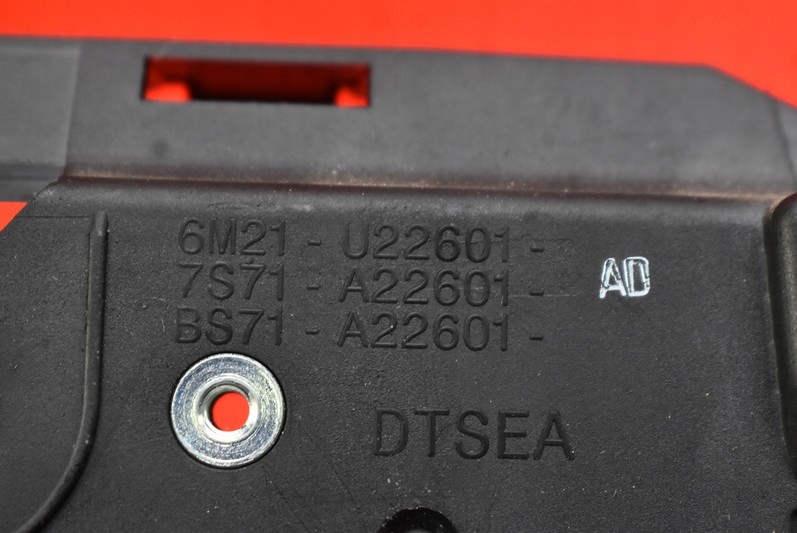 6M21 - U22601 -
7S71 - A22601 - AD
BS71 - A22601 -
DTSEA